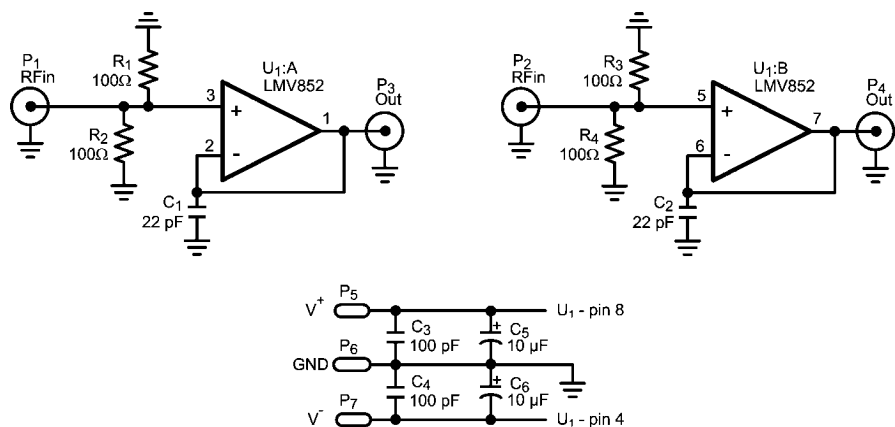 P1
RFin
R1
100Ω
U1:A
LMV852
P3
Out
3
+
1
R2
100Ω
2
-
C1
22 pF
P2
RFin
R3
100Ω
U1:B
LMV852
P4
Out
5
+
7
R4
100Ω
6
-
C2
22 pF
V+
P5
U1 - pin 8
C3
100 pF
+
C5
10 µF
GND
P6
C4
100 pF
+
C6
10 µF
V-
P7
U1 - pin 4